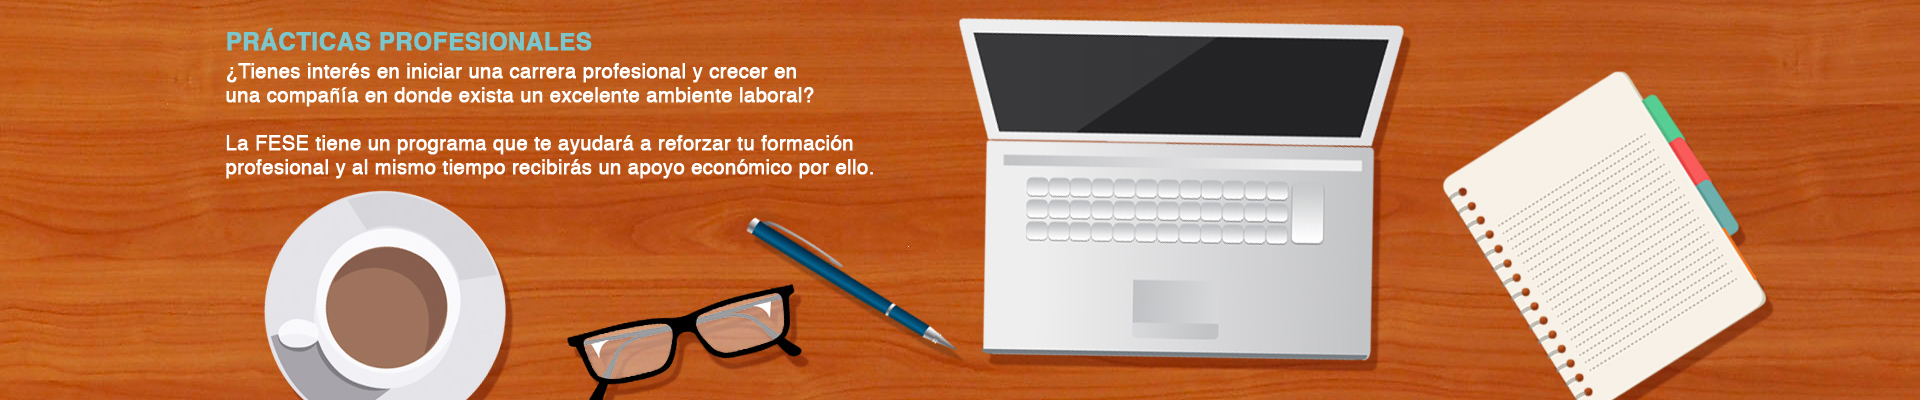 PRÁCTICAS PROFESIONALES
¿Tienes interés en iniciar una carrera profesional y crecer en
una compañía en donde exista un excelente ambiente laboral?
La FESE tiene un programa que te ayudará a reforzar tu formación
profesional y al mismo tiempo recibirás un apoyo económico por ello.